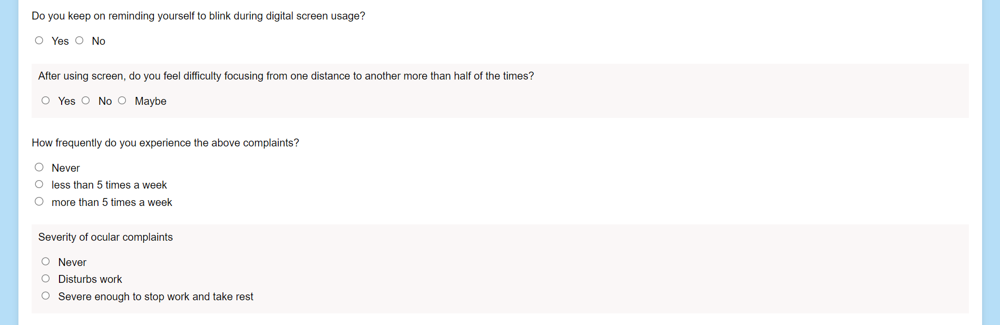 Do you keep on reminding yourself to blink during digital screen usage?
Yes No
After using screen, do you feel difficulty focusing from one distance to another more than half of the times?
Yes No Maybe
How frequently do you experience the above complaints?
Never
less than 5 times a week
more than 5 times a week
Severity of ocular complaints
Never
Disturbs work
Severe enough to stop work and take rest